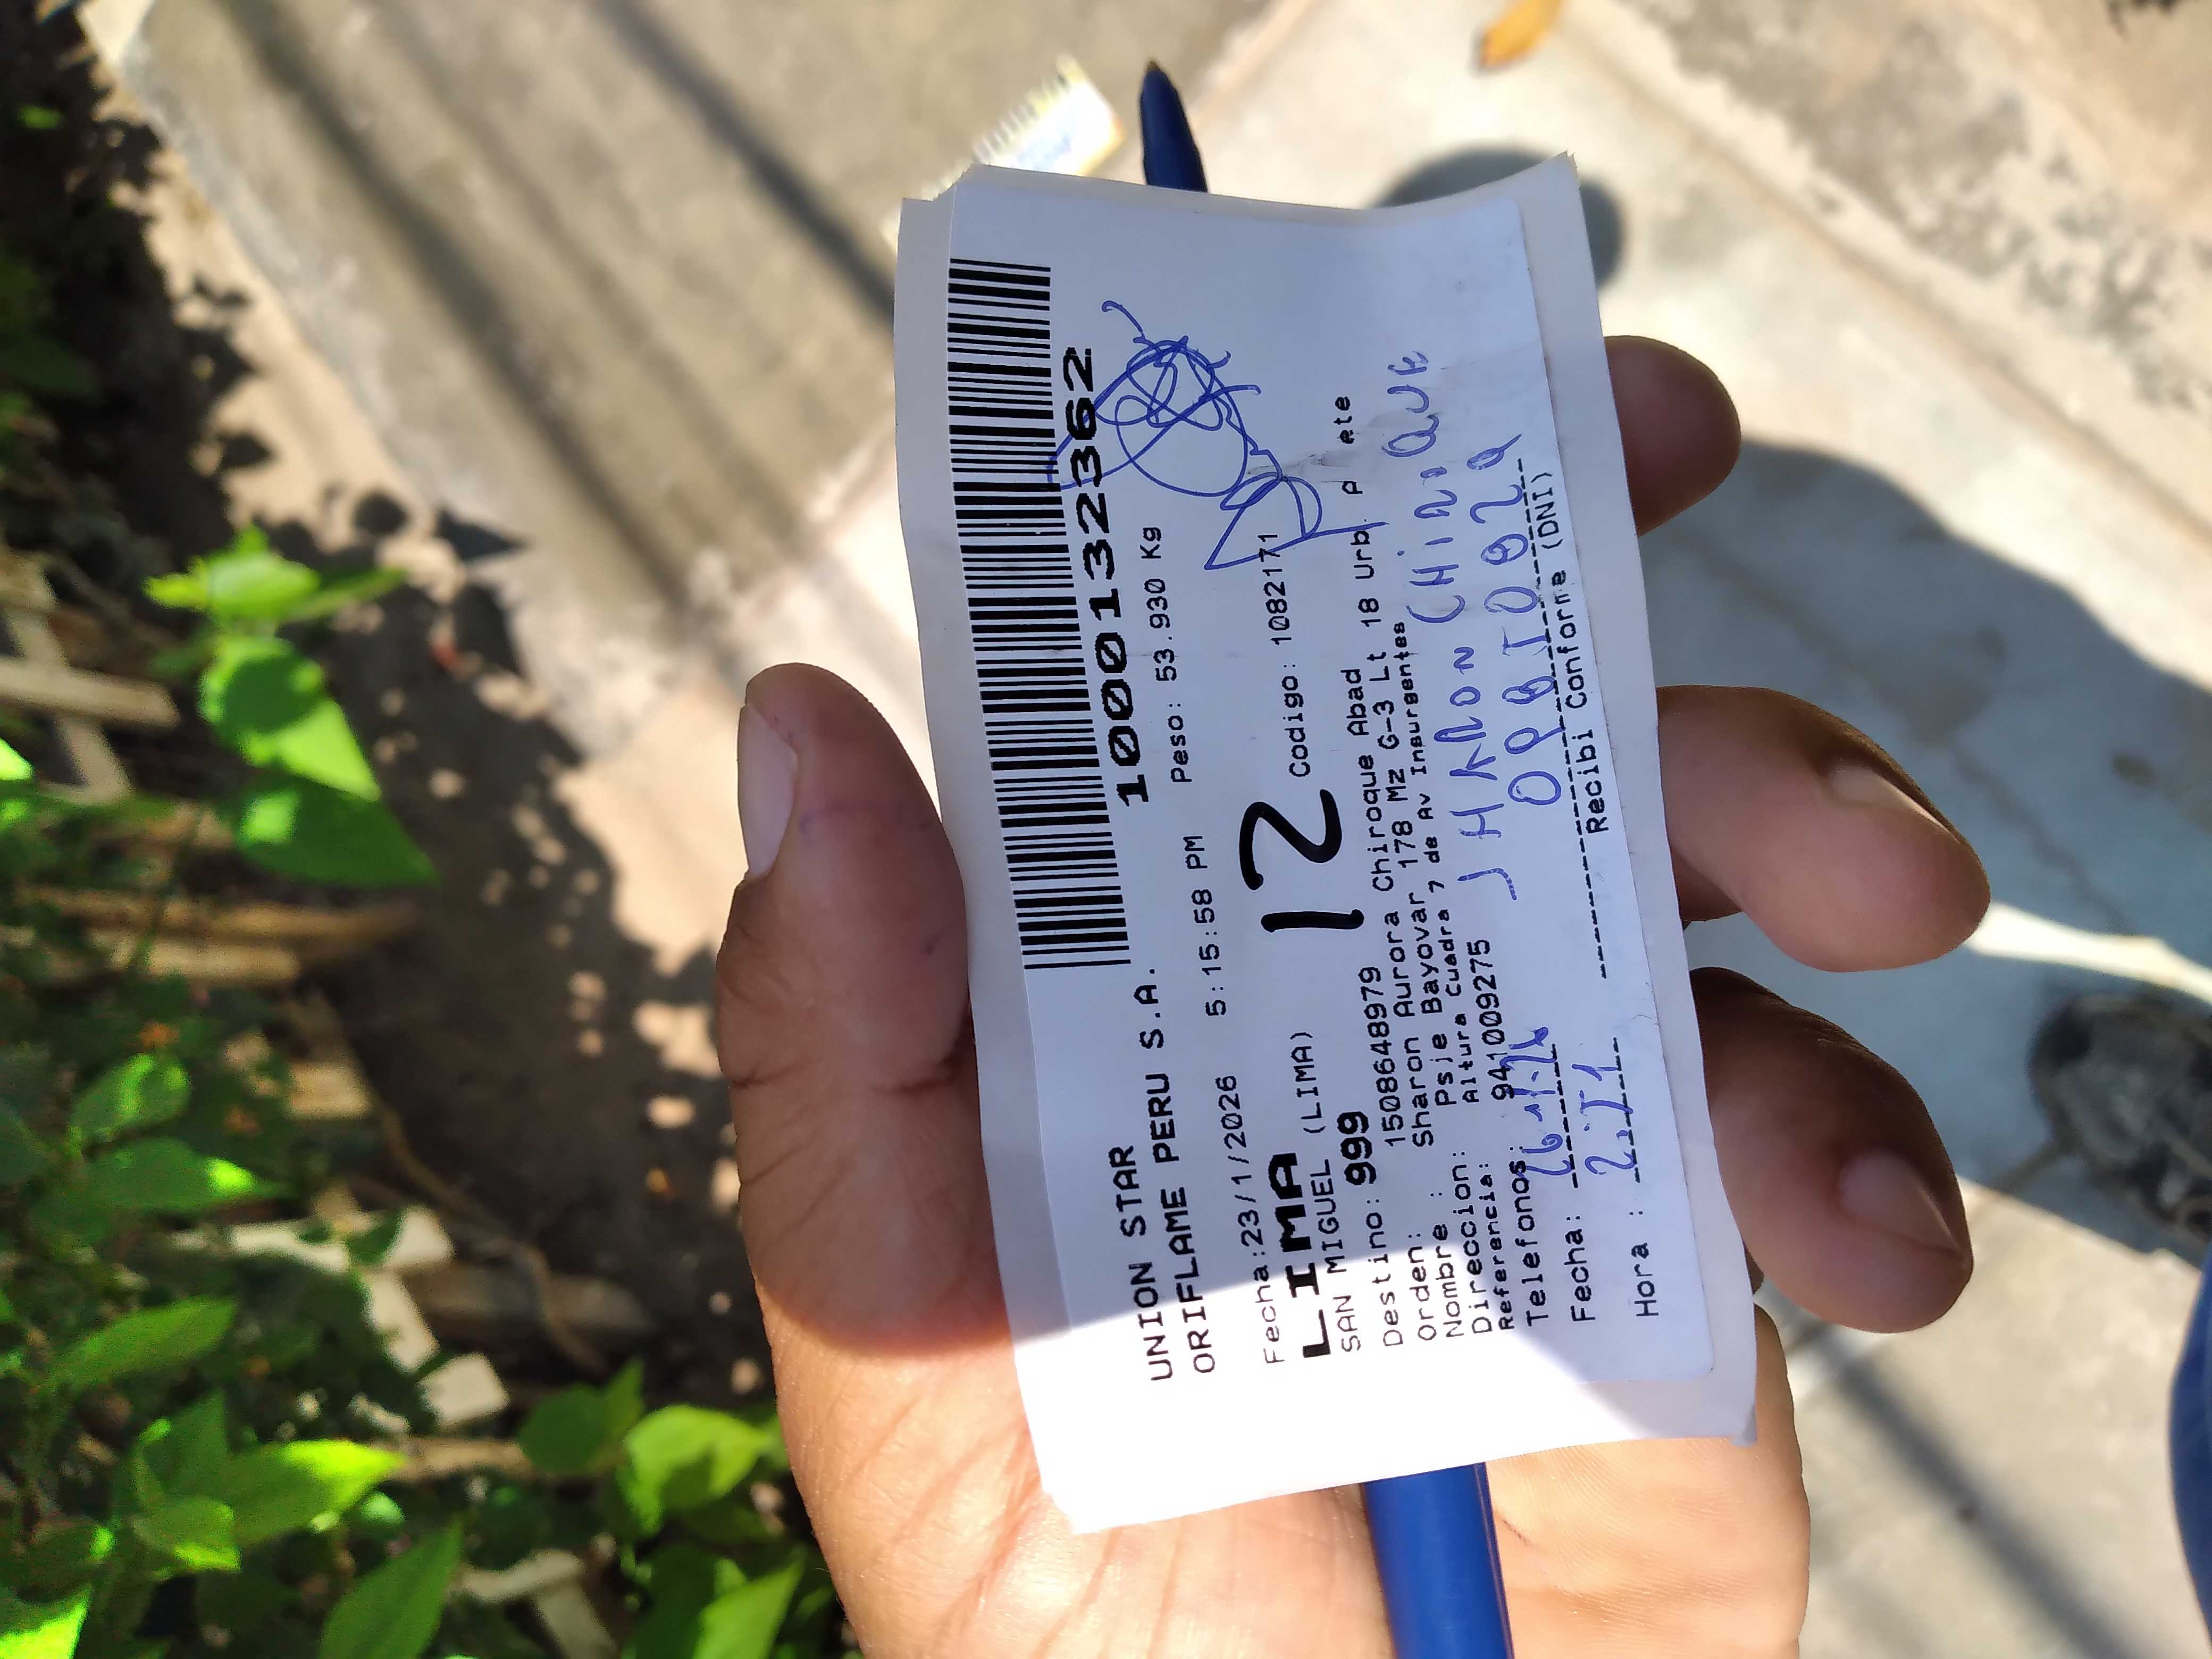 1000132362
UNION STAR
ORIFLAME PERU S.A.
Fecha:23/1/2026 5:15:58 PM Peso: 53.930 Kg
LIMA
SAN MIGUEL (LIMA) 12 Codigo: 1082171
Destino: 999
Orden: 1508648979
Nombre : Sharon Aurora Chiroque Abad
Direccion: Psje Bayovar 178 Mz G-3 Lt 18 Urb. ete
Referencia: Altura Cuadra 7 de Av Insurgentes
Telefonos: 941009275
Fecha: 26-1-26
Hora :
Recibi Conforme (DNI)